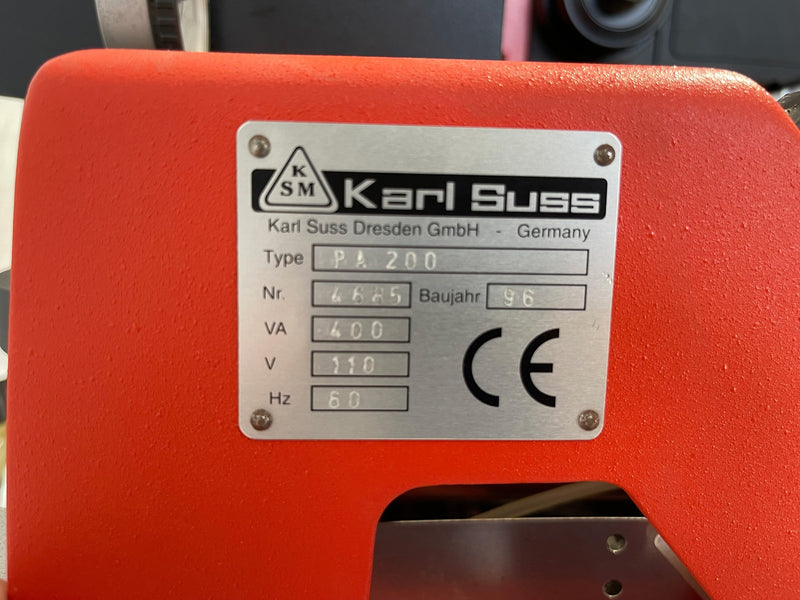 K
SM
Karl Suss
Karl Suss Dresden GmbH - Germany
Type PA 200
Nr. 4685 Baujahr 96
VA 400
V 110
Hz 60
CE